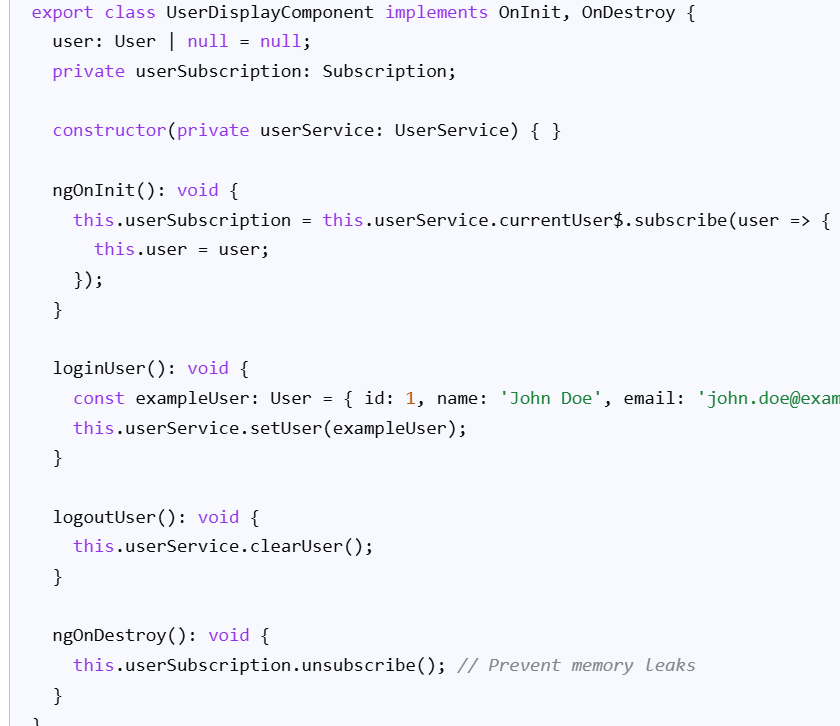 export class UserDisplayComponent implements OnInit, OnDestroy {
  user: User | null = null;
  private userSubscription: Subscription;

  constructor(private userService: UserService) { }

  ngOnInit(): void {
    this.userSubscription = this.userService.currentUser$.subscribe(user => {
      this.user = user;
    });
  }

  loginUser(): void {
    const exampleUser: User = { id: 1, name: 'John Doe', email: 'john.doe@exam
    this.userService.setUser(exampleUser);
  }

  logoutUser(): void {
    this.userService.clearUser();
  }

  ngOnDestroy(): void {
    this.userSubscription.unsubscribe(); // Prevent memory leaks
  }
}